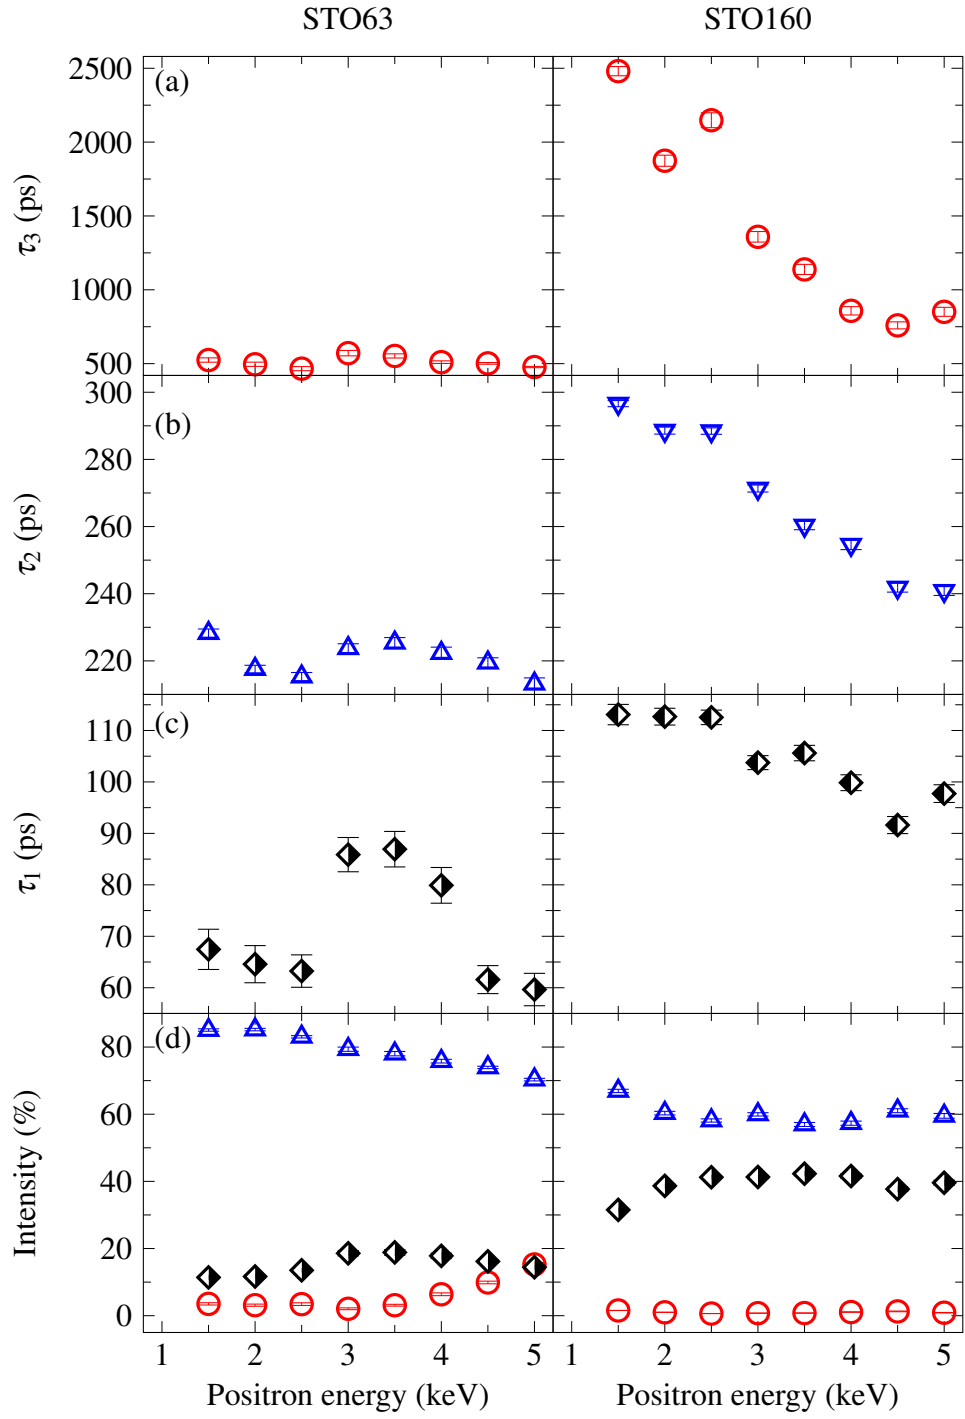 STO63 STO160
(a)
2500
2000
1500
1000
500
τ3 (ps)
(b)
300
280
260
240
220
τ2 (ps)
(c)
110
100
90
80
70
60
τ1 (ps)
(d)
80
60
40
20
0
Intensity (%)
1 2 3 4 5 1 2 3 4 5
Positron energy (keV) Positron energy (keV)